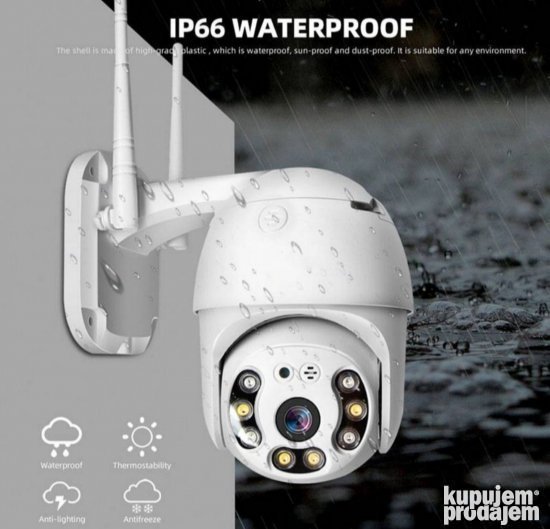 IP66 WATERPROOF
The shell is made of high-grade plastic , which is waterproof, sun-proof and dust-proof. It is suitable for any environment.
Waterproof Thermostability
Anti-lighting Antifreeze
kupujem
prodajem